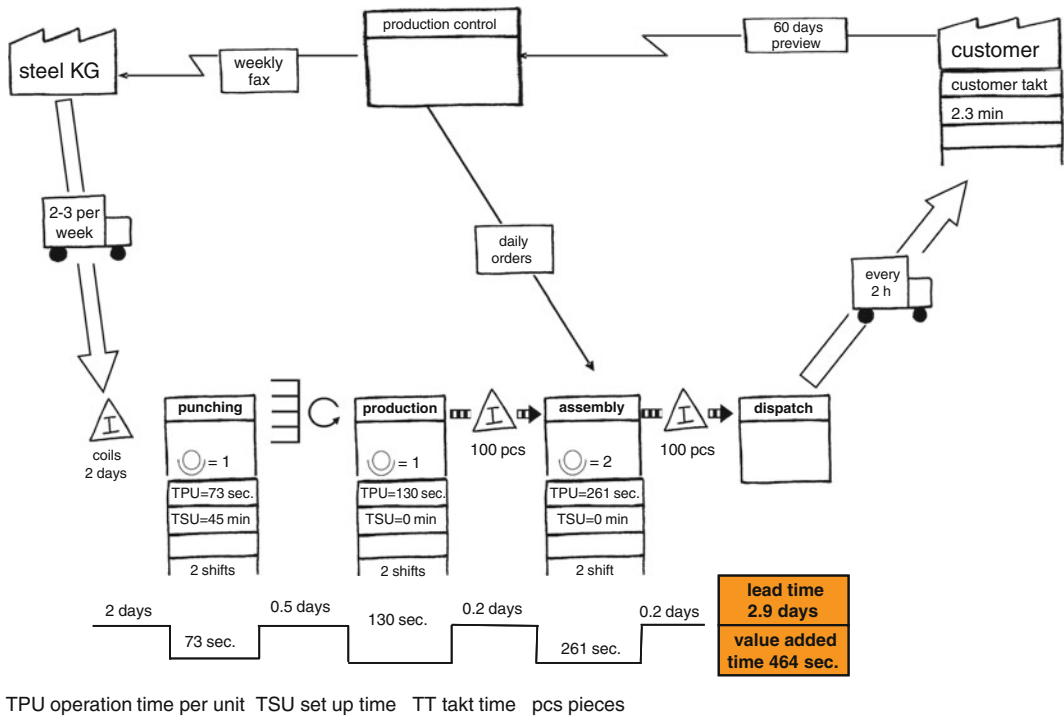 production control
60 days
preview
customer
steel KG
weekly
fax
customer takt
2.3 min
2-3 per
week
daily
orders
every
2 h
punching
production
assembly
dispatch
I
I
I
coils
2 days
= 1
= 1
100 pcs
= 2
100 pcs
TPU=73 sec.
TPU=130 sec.
TPU=261 sec.
TSU=45 min
TSU=0 min
TSU=0 min
2 shifts
2 shifts
2 shift
2 days
73 sec.
0.5 days
130 sec.
0.2 days
261 sec.
0.2 days
lead time
2.9 days
value added
time 464 sec.
TPU operation time per unit TSU set up time TT takt time pcs pieces